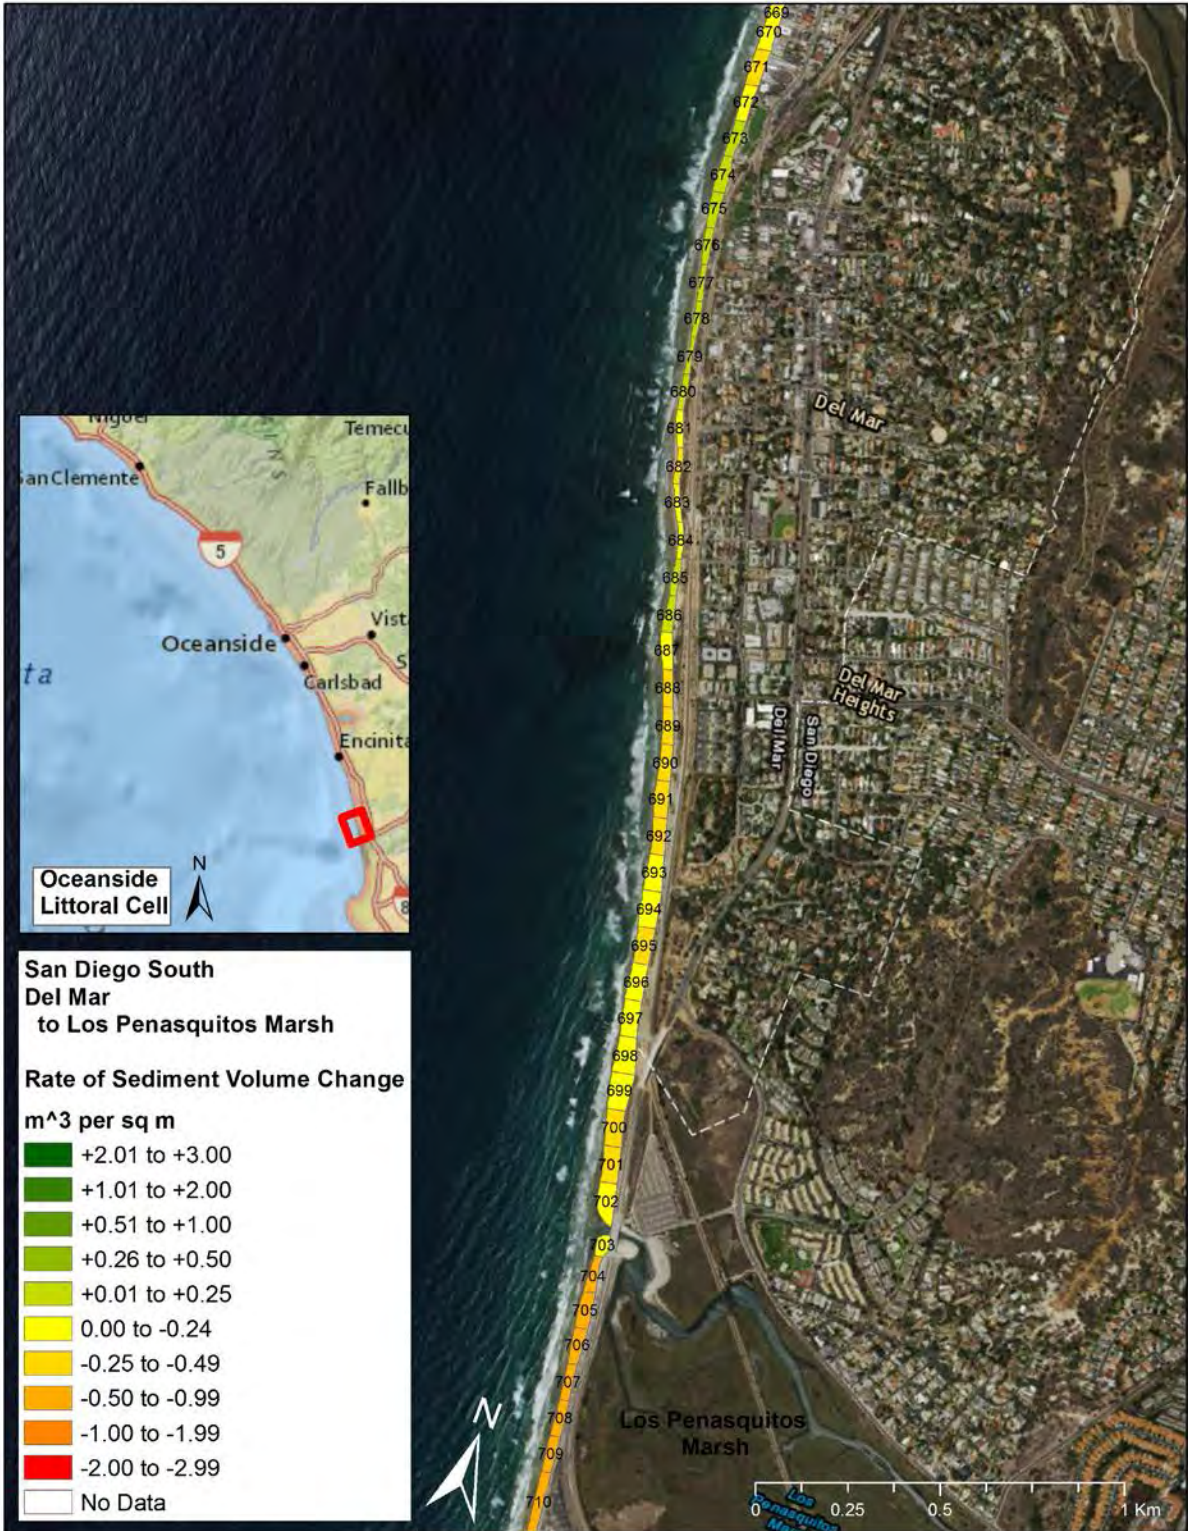 669
670
671
672
673
674
675
676
677
678
679
680
681
682
683
684
685
686
687
688
689
690
691
692
693
694
695
696
697
698
699
700
701
702
703
704
705
706
707
708
709
710
Del Mar
Del Mar
Heights
Del Mar
San Diego
Los Penasquitos
Marsh
Los
Penasquitos
0 0.25 0.5 1 Km
N
Niguel
Temecu
San Clemente
Fallb
5
Vist
Oceanside
S
ta
Carlsbad
Encinita
8
N
Oceanside
Littoral Cell
San Diego South
Del Mar
to Los Penasquitos Marsh
Rate of Sediment Volume Change
m^3 per sq m
+2.01 to +3.00
+1.01 to +2.00
+0.51 to +1.00
+0.26 to +0.50
+0.01 to +0.25
0.00 to -0.24
-0.25 to -0.49
-0.50 to -0.99
-1.00 to -1.99
-2.00 to -2.99
No Data